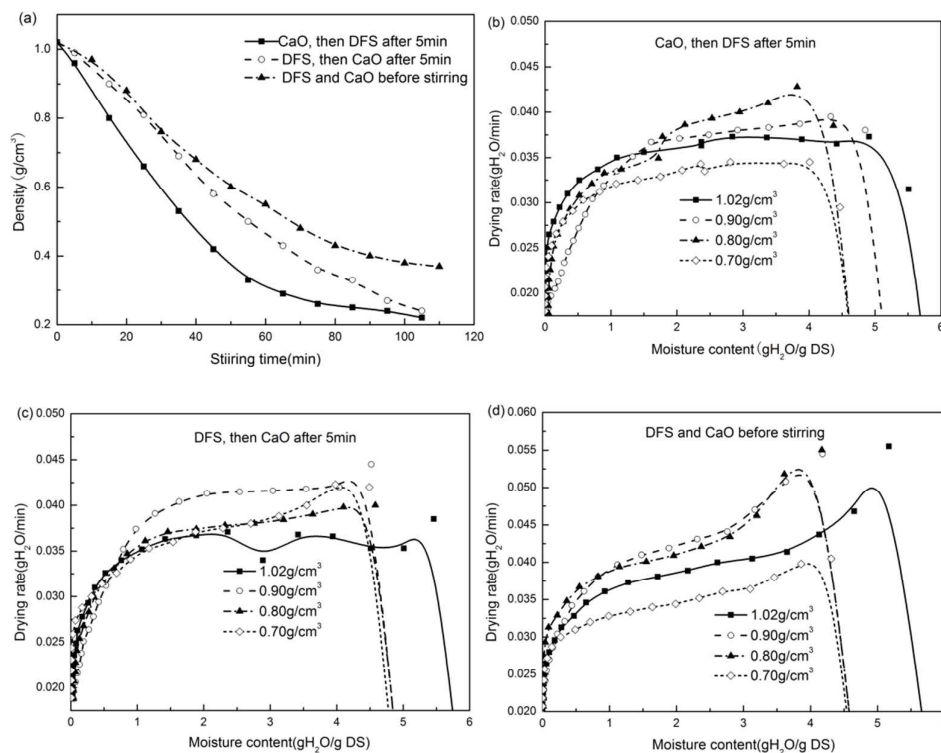 (a)
CaO, then DFS after 5min
DFS, then CaO after 5min
DFS and CaO before stirring
Density (g/cm³)
1.0
0.8
0.6
0.4
0.2
0 20 40 60 80 100 120
Stiiring time(min)
(b)
CaO, then DFS after 5min
Drying rate(gH₂O/min)
0.050
0.045
0.040
0.035
0.030
0.025
0.020
1.02g/cm³
0.90g/cm³
0.80g/cm³
0.70g/cm³
0 1 2 3 4 5 6
Moisture content(gH₂O/g DS)
(c)
DFS, then CaO after 5min
Drying rate(gH₂O/min)
0.050
0.045
0.040
0.035
0.030
0.025
0.020
1.02g/cm³
0.90g/cm³
0.80g/cm³
0.70g/cm³
0 1 2 3 4 5 6
Moisture content(gH₂O/g DS)
(d)
DFS and CaO before stirring
Drying rate(gH₂O/min)
0.060
0.055
0.050
0.045
0.040
0.035
0.030
0.025
0.020
1.02g/cm³
0.90g/cm³
0.80g/cm³
0.70g/cm³
0 1 2 3 4 5 6
Moisture content(gH₂O/g DS)